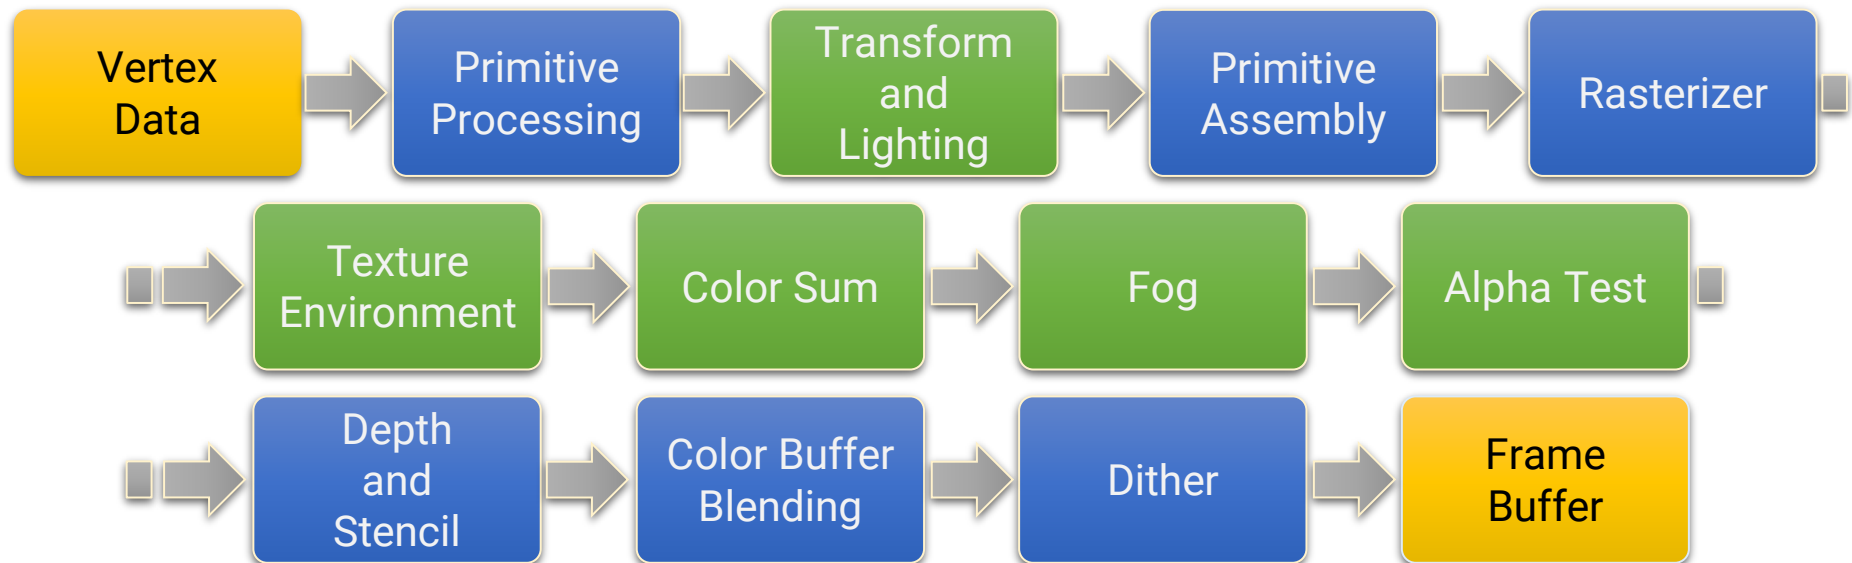 Vertex
Data
Primitive
Processing
Transform
and
Lighting
Primitive
Assembly
Rasterizer
Texture
Environment
Color Sum
Fog
Alpha Test
Depth
and
Stencil
Color Buffer
Blending
Dither
Frame
Buffer